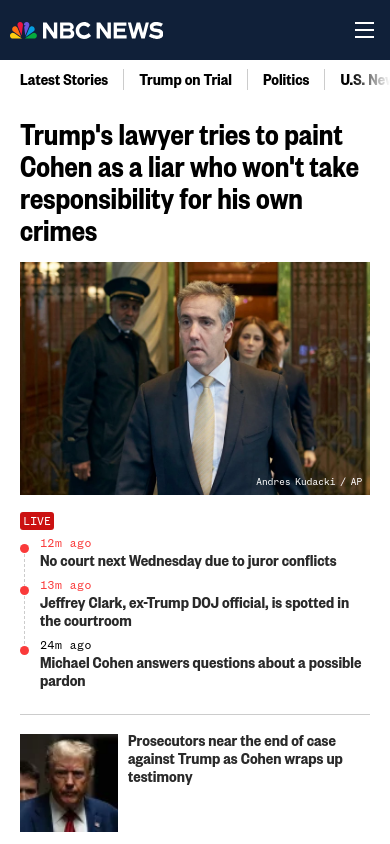 NBC NEWS
Latest Stories
Trump on Trial
Politics
U.S.
Trump's lawyer tries to paint
Cohen as a liar who won't take
responsibility for his own
crimes
Andres Kudacki / AP
LIVE
12m ago
No court next Wednesday due to juror conflicts
13m ago
Jeffrey Clark, ex-Trump DOJ official, is spotted in
the courtroom
24m ago
Michael Cohen answers questions about a possible
pardon
Prosecutors near the end of case
against Trump as Cohen wraps up
testimony